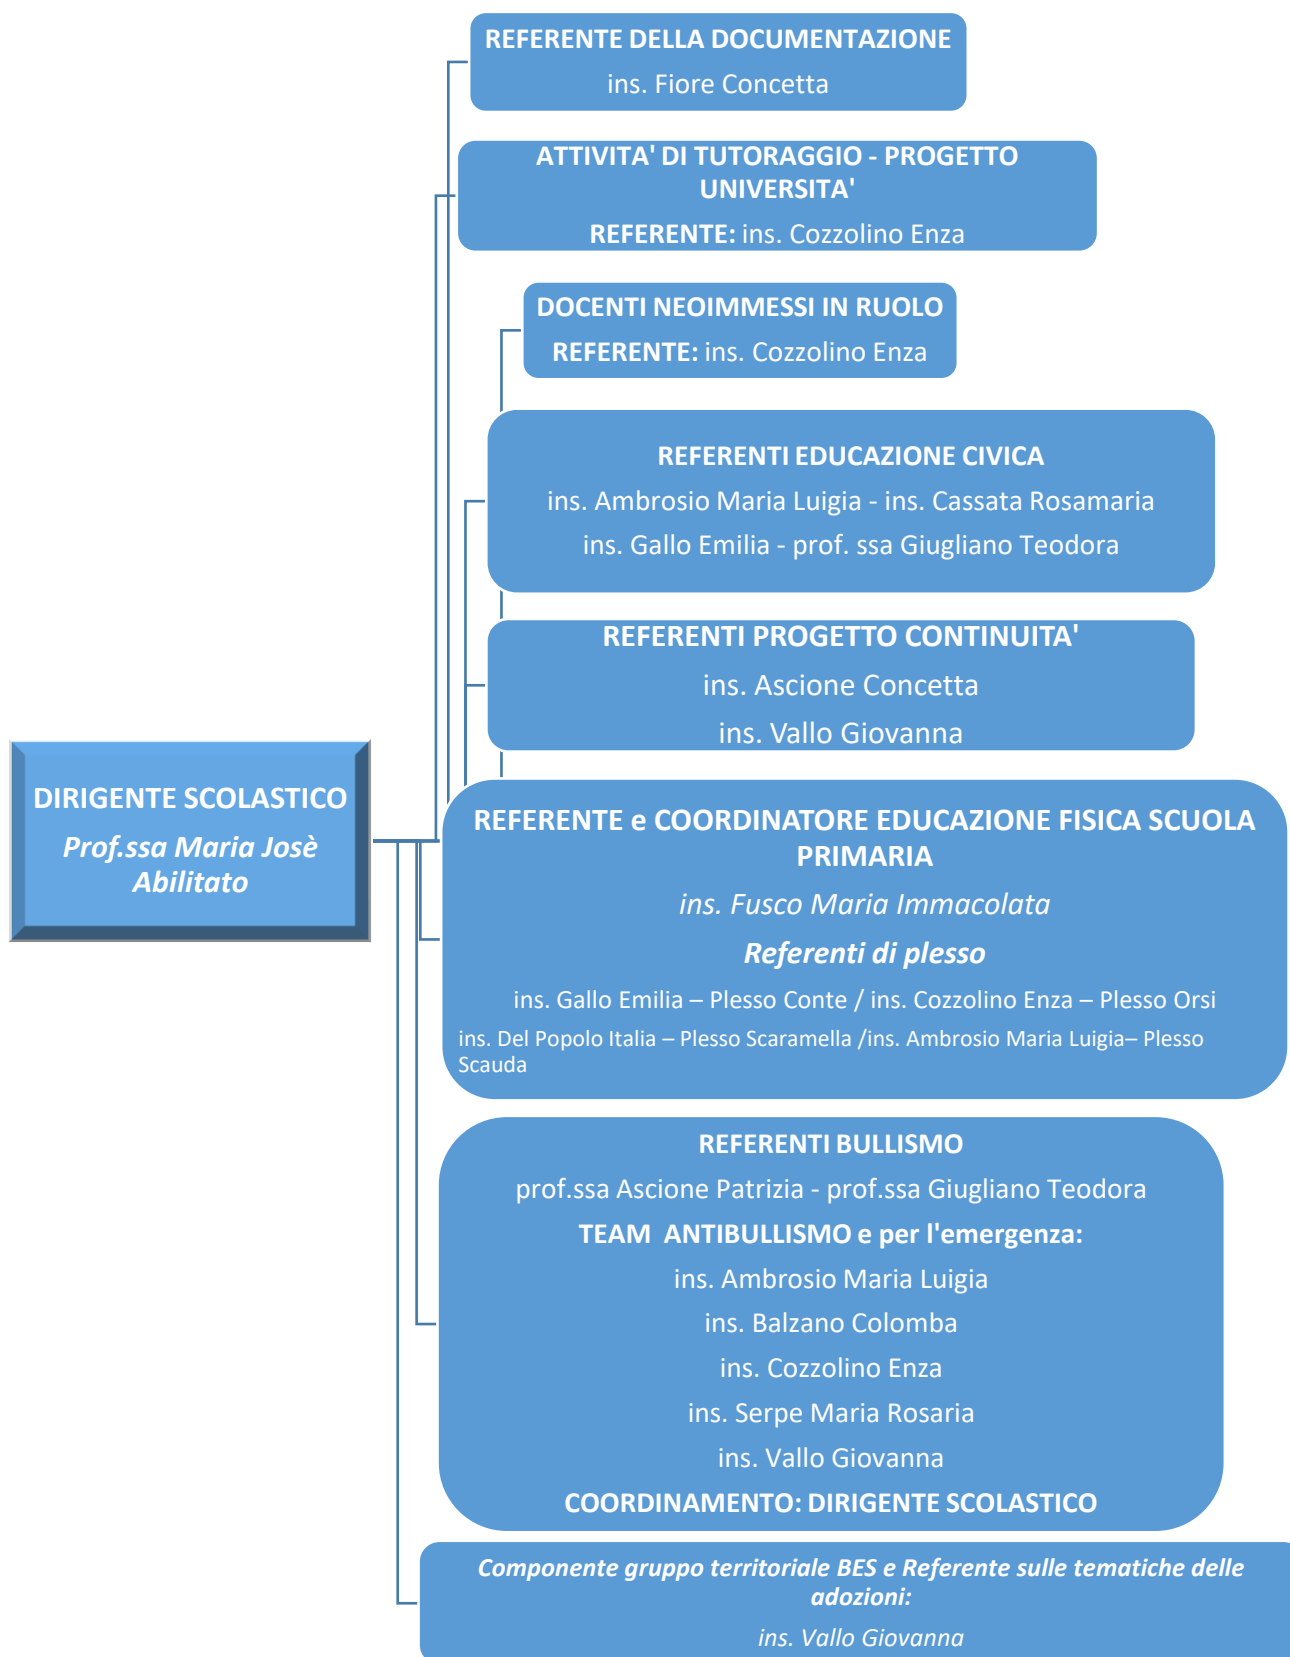 REFERENTE DELLA DOCUMENTAZIONE
ins. Fiore Concetta
ATTIVITA' DI TUTORAGGIO - PROGETTO
UNIVERSITA'
REFERENTE: ins. Cozzolino Enza
DOCENTI NEOIMMESSI IN RUOLO
REFERENTE: ins. Cozzolino Enza
REFERENTI EDUCAZIONE CIVICA
ins. Ambrosio Maria Luigia - ins. Cassata Rosamaria
ins. Gallo Emilia - prof. ssa Giugliano Teodora
REFERENTI PROGETTO CONTINUITA'
ins. Ascione Concetta
ins. Vallo Giovanna
DIRIGENTE SCOLASTICO
Prof.ssa Maria Josè
Abilitato
REFERENTE e COORDINATORE EDUCAZIONE FISICA SCUOLA
PRIMARIA
ins. Fusco Maria Immacolata
Referenti di plesso
ins. Gallo Emilia – Plesso Conte / ins. Cozzolino Enza – Plesso Orsi
ins. Del Popolo Italia – Plesso Scaramella /ins. Ambrosio Maria Luigia– Plesso
Scauda
REFERENTI BULLISMO
prof.ssa Ascione Patrizia - prof.ssa Giugliano Teodora
TEAM  ANTIBULLISMO e per l'emergenza:
ins. Ambrosio Maria Luigia
ins. Balzano Colomba
ins. Cozzolino Enza
ins. Serpe Maria Rosaria
ins. Vallo Giovanna
COORDINAMENTO: DIRIGENTE SCOLASTICO
Componente gruppo territoriale BES e Referente sulle tematiche delle
adozioni:
ins. Vallo Giovanna